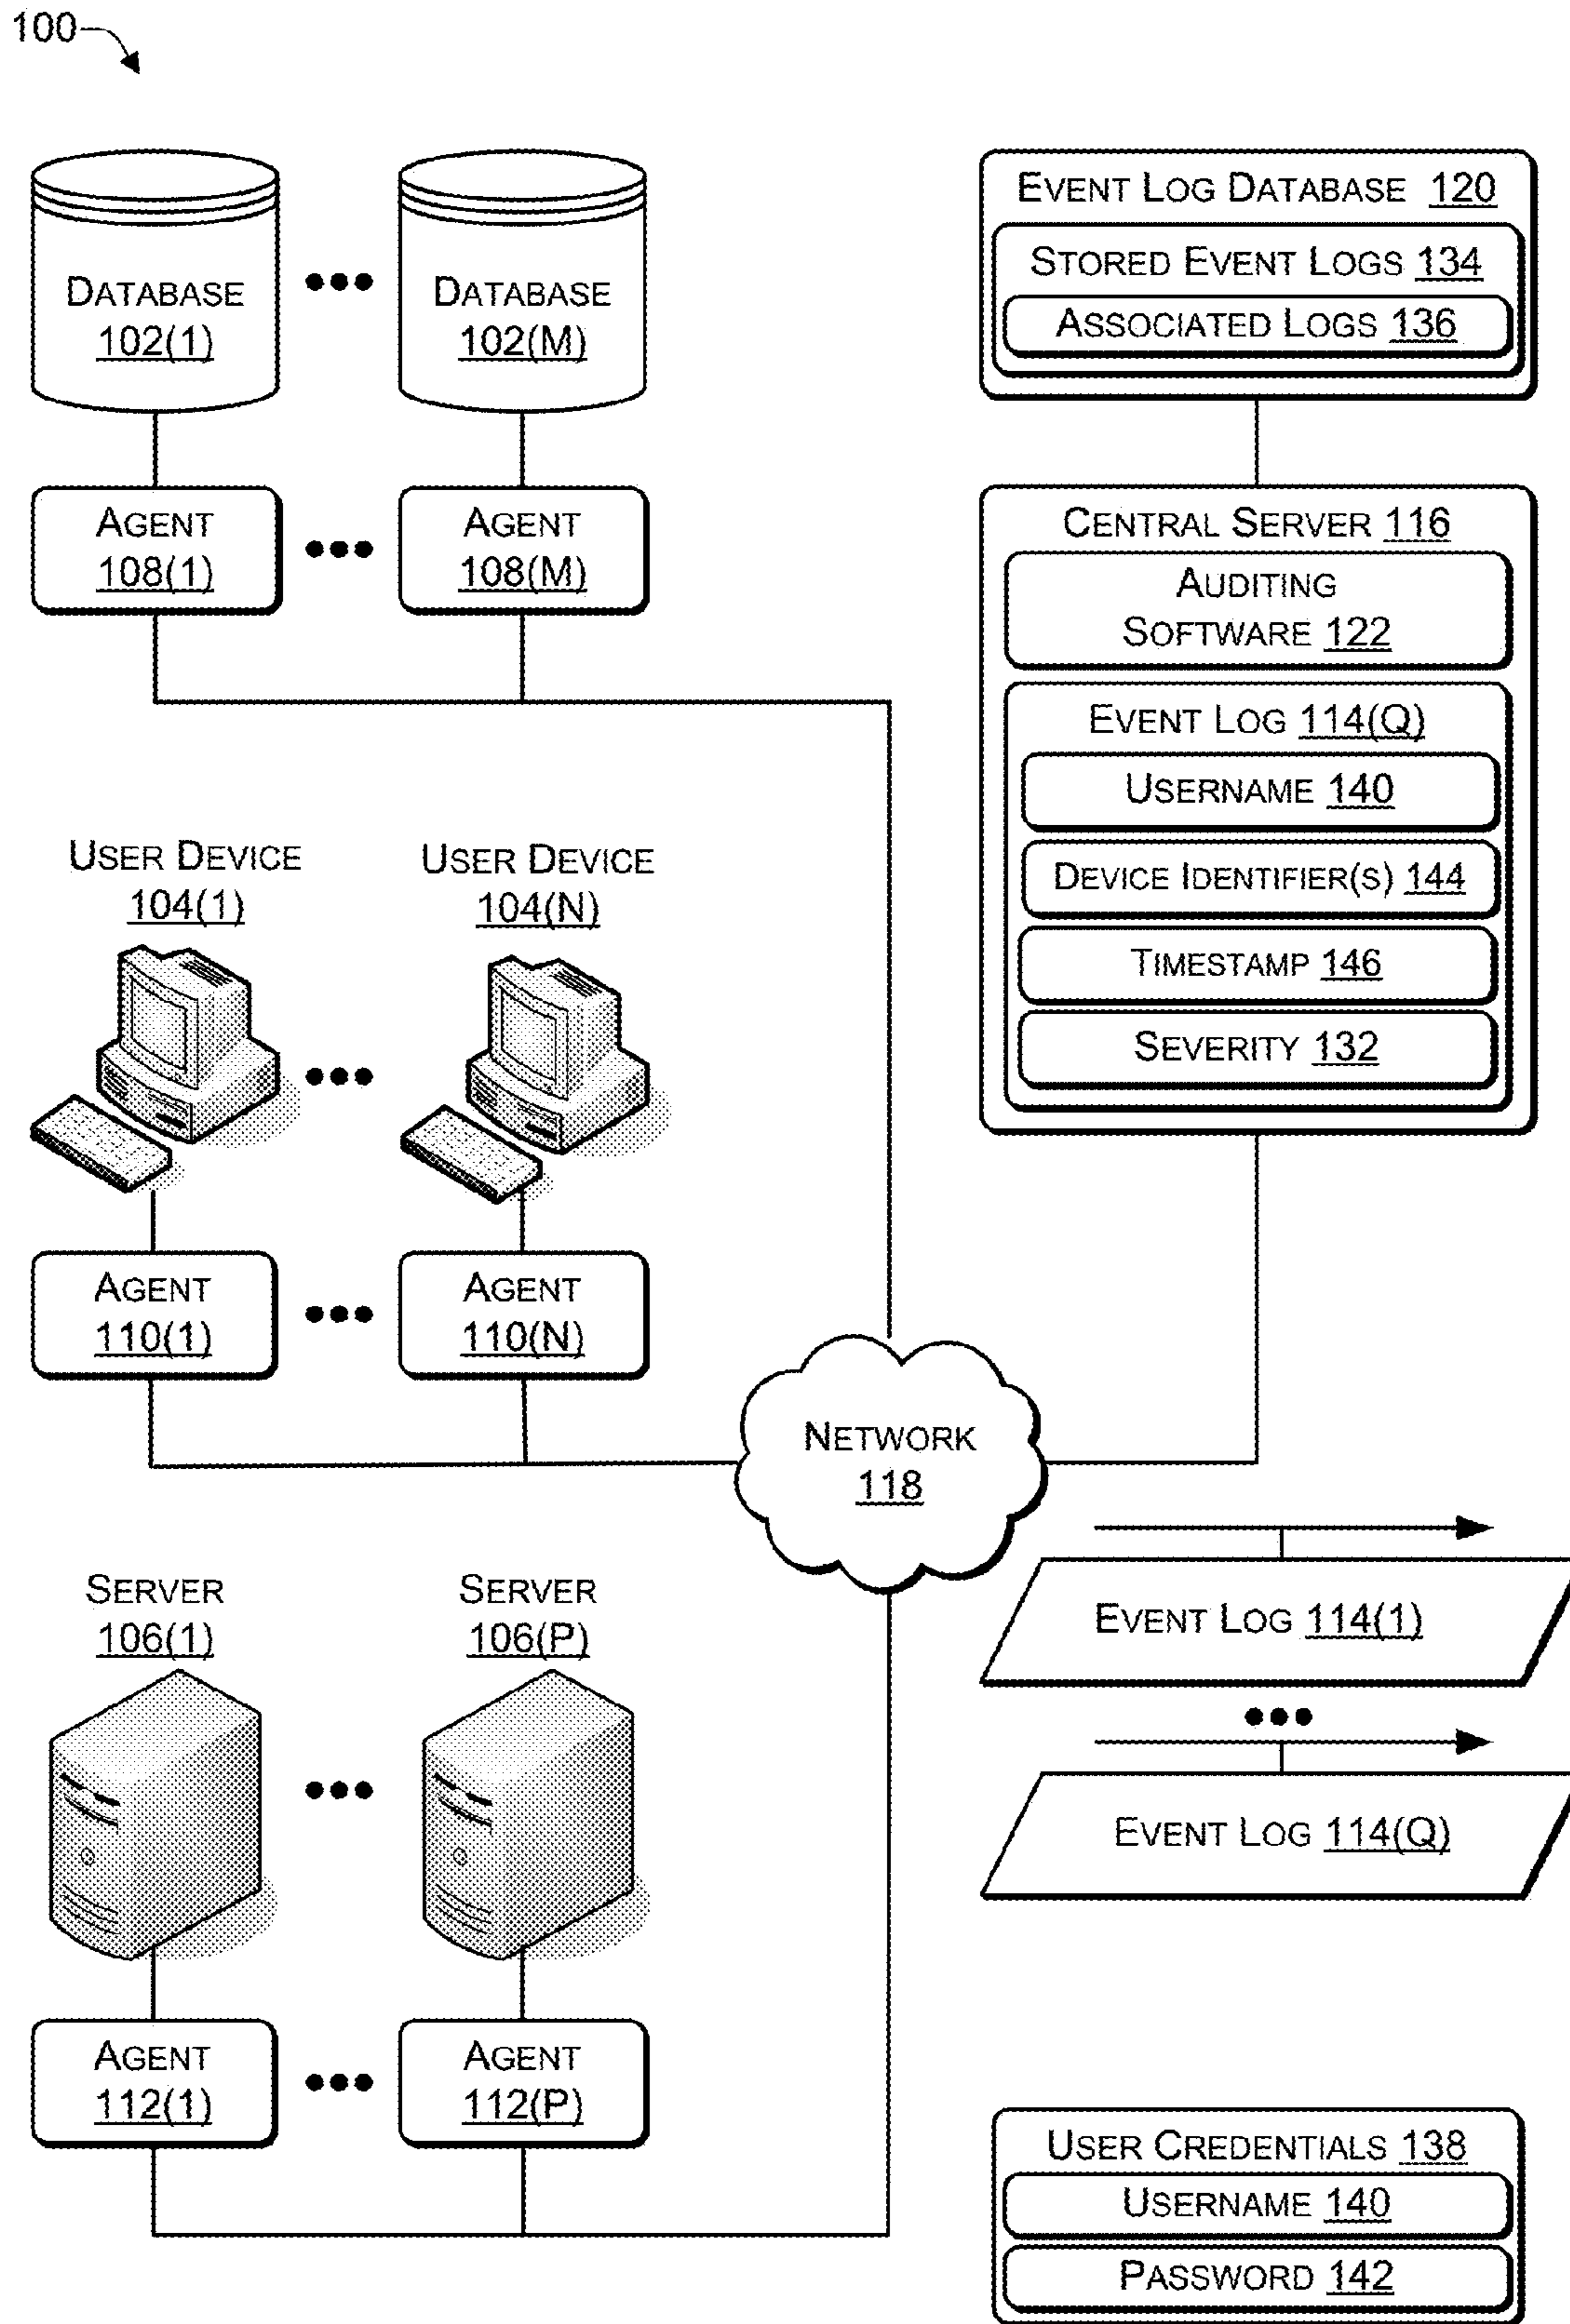 100
DATABASE
102(1)
DATABASE
102(M)
AGENT
108(1)
AGENT
108(M)
USER DEVICE
104(1)
USER DEVICE
104(N)
AGENT
110(1)
AGENT
110(N)
SERVER
106(1)
SERVER
106(P)
AGENT
112(1)
AGENT
112(P)
NETWORK
118
EVENT LOG DATABASE 120
STORED EVENT LOGS 134
ASSOCIATED LOGS 136
CENTRAL SERVER 116
AUDITING
SOFTWARE 122
EVENT LOG 114(Q)
USERNAME 140
DEVICE IDENTIFIER(S) 144
TIMESTAMP 146
SEVERITY 132
EVENT LOG 114(1)
EVENT LOG 114(Q)
USER CREDENTIALS 138
USERNAME 140
PASSWORD 142